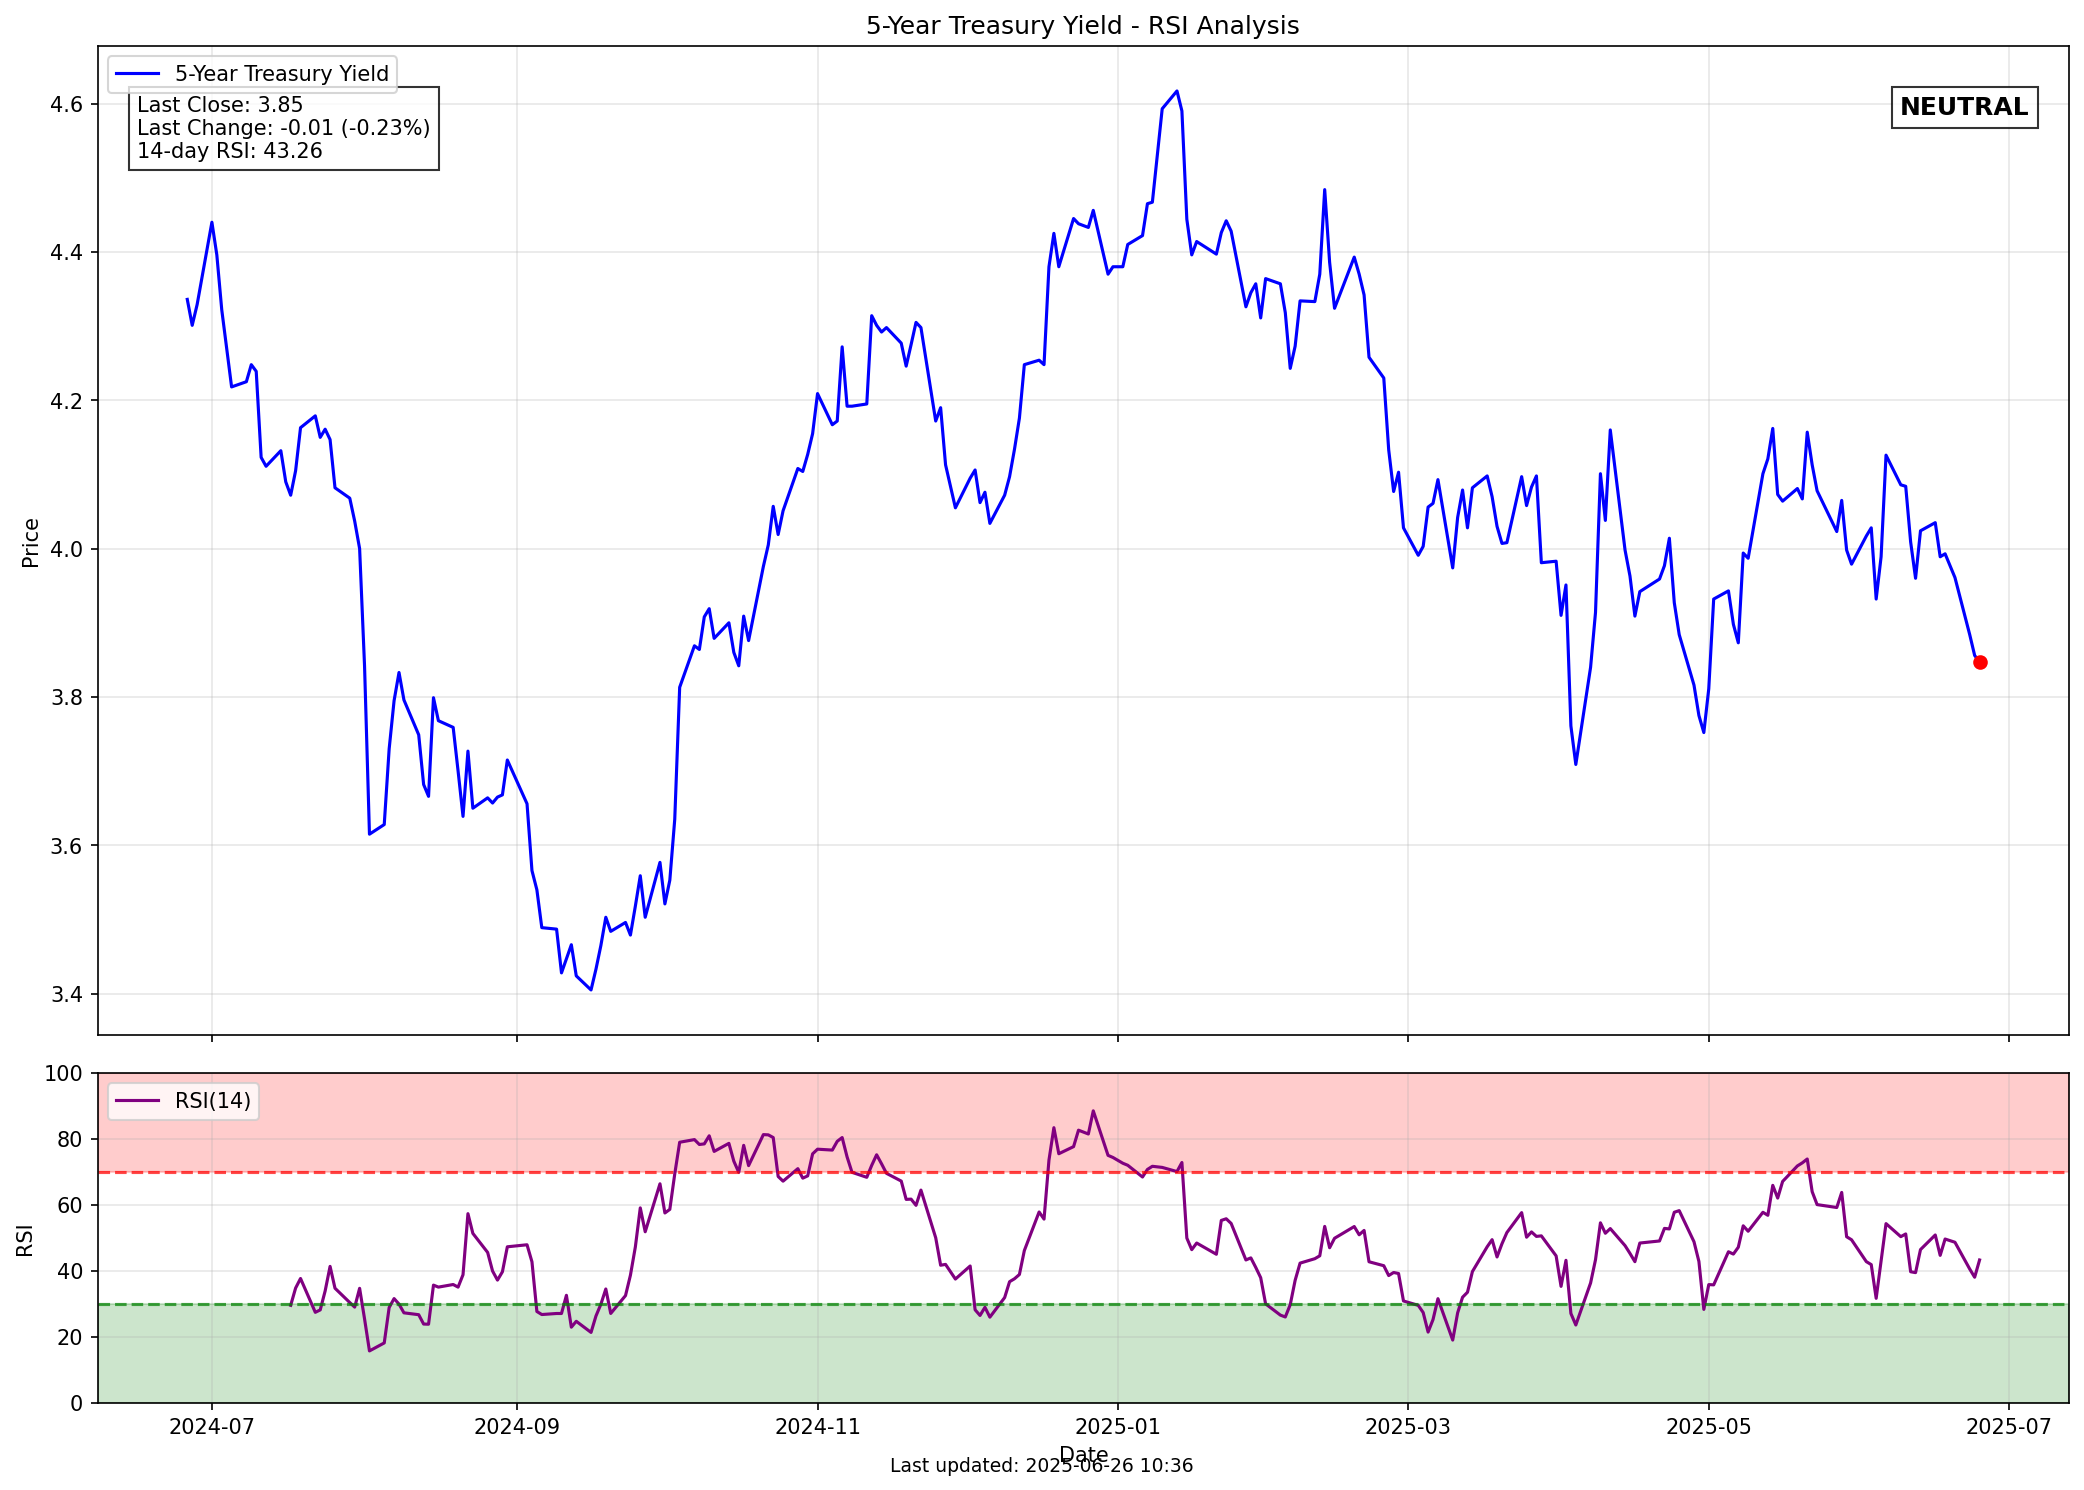 5-Year Treasury Yield - RSI Analysis
5-Year Treasury Yield
Last Close: 3.85
Last Change: -0.01 (-0.23%)
14-day RSI: 43.26
NEUTRAL
Price
4.6
4.4
4.2
4.0
3.8
3.6
3.4
RSI(14)
RSI
100
80
60
40
20
0
2024-07
2024-09
2024-11
2025-01
2025-03
2025-05
2025-07
Date
Last updated: 2025-06-26 10:36